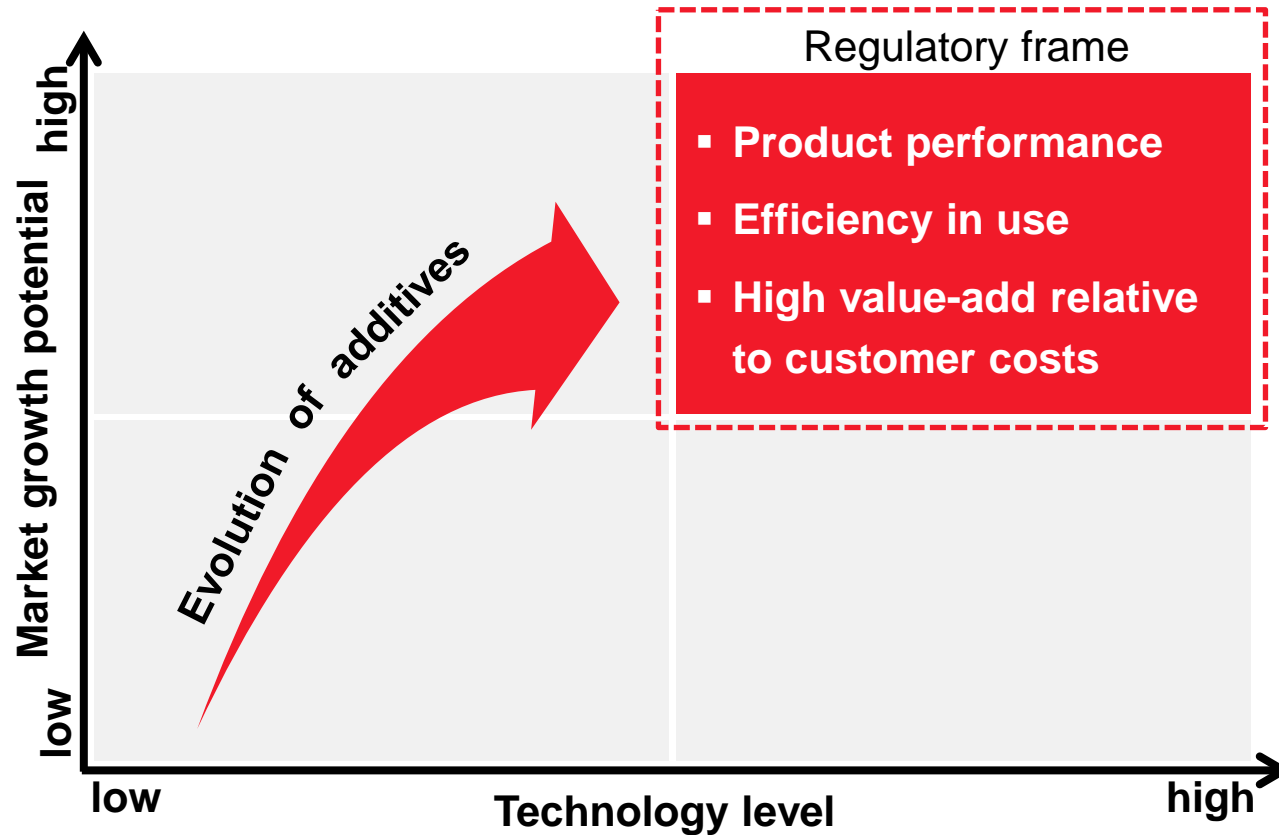 Regulatory frame
high
Market growth potential
low
Evolution of additives
▪ Product performance
▪ Efficiency in use
▪ High value-add relative
to customer costs
low
Technology level
high